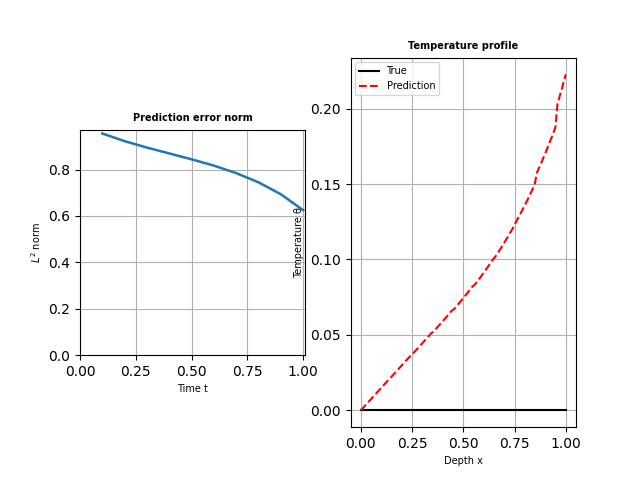 Prediction error norm
L² norm
0.8
0.6
0.4
0.2
0.0
0.00 0.25 0.50 0.75 1.00
Time t
Temperature profile
Temperature θ
True
Prediction
0.20
0.15
0.10
0.05
0.00
0.00 0.25 0.50 0.75 1.00
Depth x